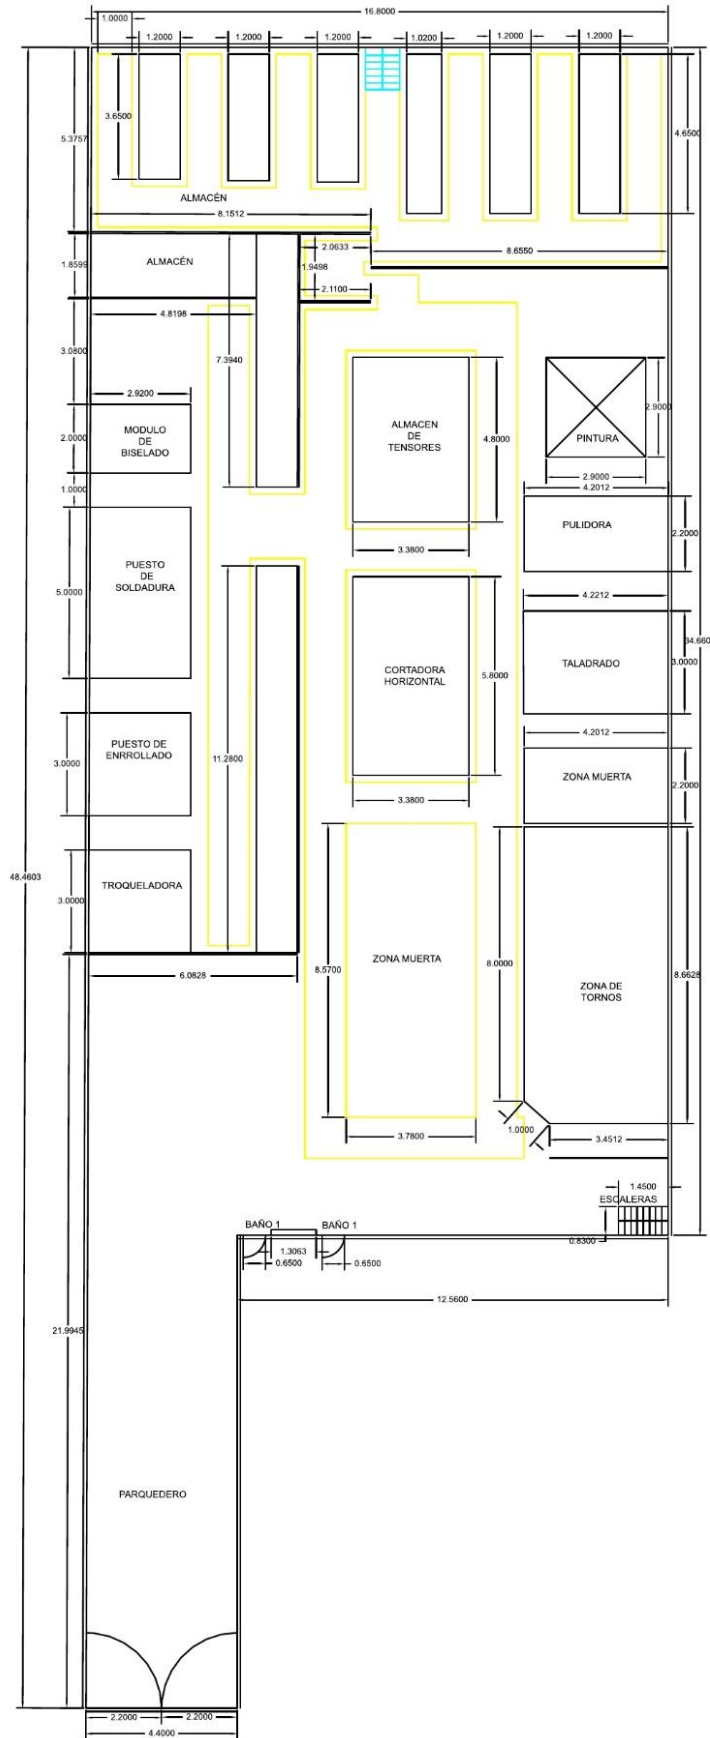 16.8000
1.0000
1.2000
1.2000
1.2000
1.0200
1.2000
1.2000
3.6500
4.6500
5.3757
ALMACÉN
8.1512
2.0633
8.6550
1.8599
ALMACÉN
1.9498
2.1100
4.8198
3.0800
7.3940
2.9200
2.0000
MODULO
DE
BISELADO
ALMACEN
DE
TENSORES
4.8000
2.9000
PINTURA
2.9000
4.2012
1.0000
PULIDORA
2.2000
3.3800
PUESTO
DE
SOLDADURA
5.0000
4.2212
CORTADORA
HORIZONTAL
5.8000
TALADRADO
3.0000
4.2012
PUESTO DE
ENRROLLADO
3.0000
11.2800
ZONA MUERTA
2.2000
3.3800
48.4603
TROQUELADORA
3.0000
ZONA MUERTA
8.5700
8.0000
ZONA DE
TORNOS
8.6628
6.0828
1.0000
3.7800
3.4512
1.4500
ESCALERAS
0.8300
BAÑO 1
BAÑO 1
1.3063
0.6500
0.6500
12.5600
21.9945
PARQUEDERO
2.2000
2.2000
4.4000